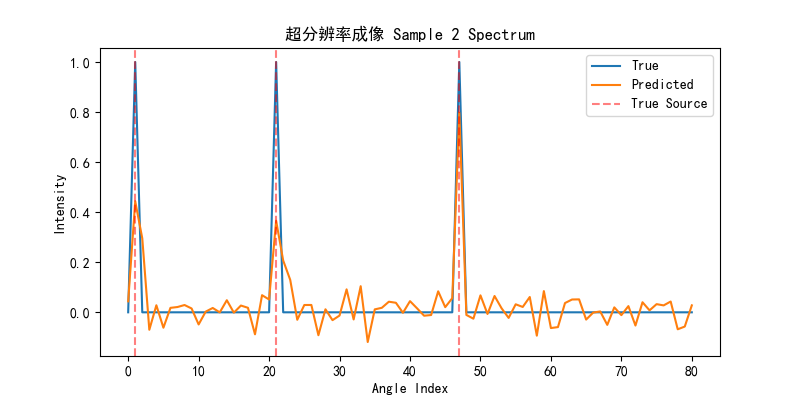 超分辨率成像 Sample 2 Spectrum
True
Predicted
True Source
Intensity
1.0
0.8
0.6
0.4
0.2
0.0
0 10 20 30 40 50 60 70 80
Angle Index